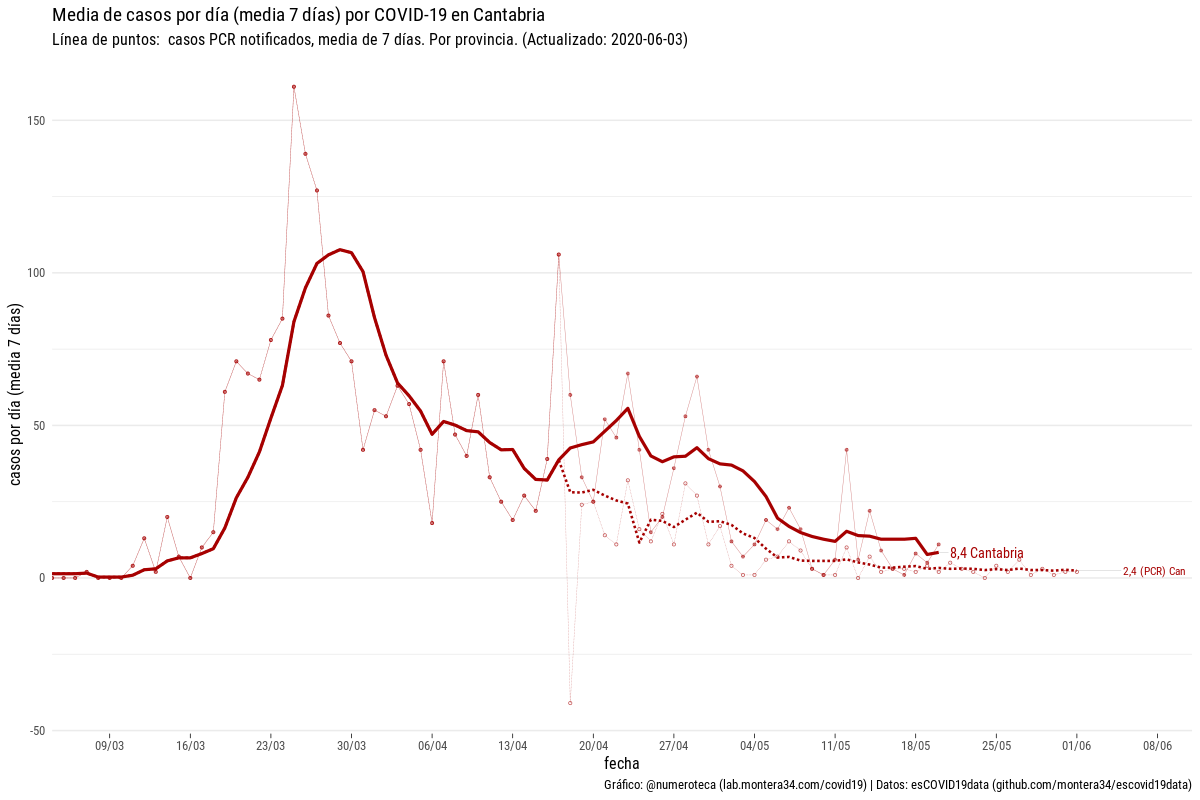 Media de casos por día (media 7 días) por COVID-19 en Cantabria
Línea de puntos:  casos PCR notificados, media de 7 días. Por provincia. (Actualizado: 2020-06-03)
casos por día (media 7 días)
150
100
50
0
-50
8,4 Cantabria
2,4 (PCR) Can
09/03 16/03 23/03 30/03 06/04 13/04 20/04 27/04 04/05 11/05 18/05 25/05 01/06 08/06
fecha
Gráfico: @numeroteca (lab.montera34.com/covid19) | Datos: esCOVID19data (github.com/montera34/escovid19data)